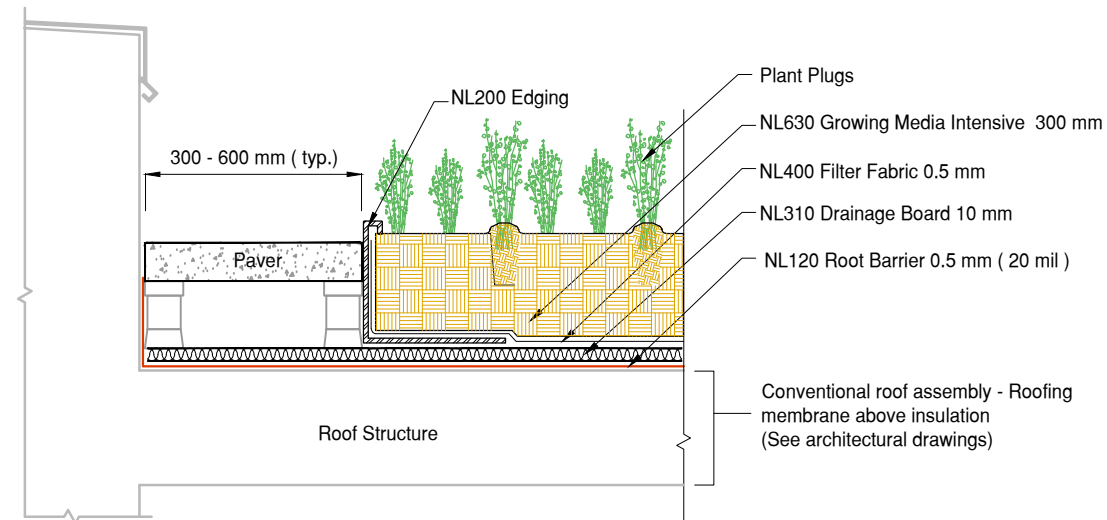 Plant Plugs
NL200 Edging
NL630 Growing Media Intensive 300 mm
300 - 600 mm ( typ.)
NL400 Filter Fabric 0.5 mm
NL310 Drainage Board 10 mm
Paver
NL120 Root Barrier 0.5 mm ( 20 mil )
Conventional roof assembly - Roofing
membrane above insulation
(See architectural drawings)
Roof Structure